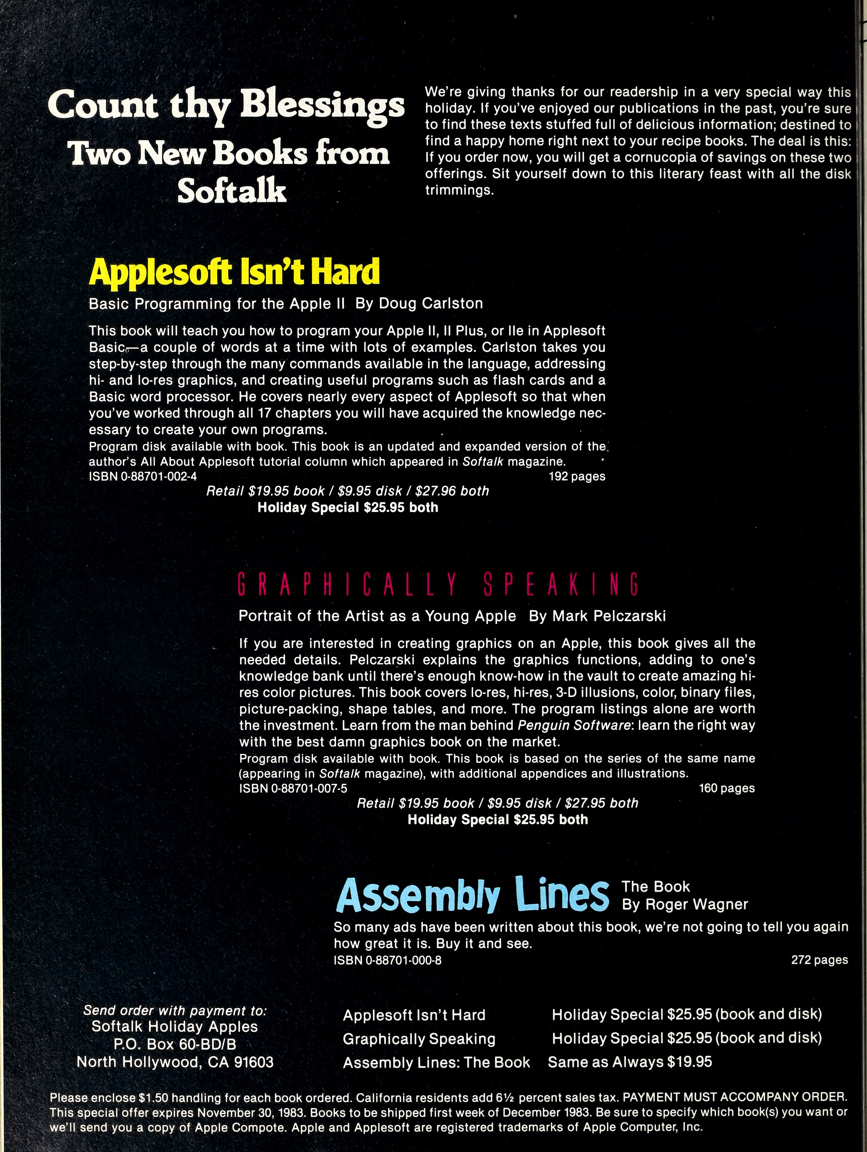 Count thy Blessings
Two New Books from
Softalk
We're giving thanks for our readership in a very special way this
holiday. If you've enjoyed our publications in the past, you're sure
to find these texts stuffed full of delicious information; destined to
find a happy home right next to your recipe books. The deal is this:
If you order now, you will get a cornucopia of savings on these two
offerings. Sit yourself down to this literary feast with all the disk
trimmings.
Applesoft Isn't Hard
Basic Programming for the Apple II By Doug Carlston
This book will teach you how to program your Apple II, II Plus, or IIe in Applesoft
Basic—a couple of words at a time with lots of examples. Carlston takes you
step-by-step through the many commands available in the language, addressing
hi- and lo-res graphics, and creating useful programs such as flash cards and a
Basic word processor. He covers nearly every aspect of Applesoft so that when
you've worked through all 17 chapters you will have acquired the knowledge nec-
essary to create your own programs.
Program disk available with book. This book is an updated and expanded version of the
author's All About Applesoft tutorial column which appeared in Softalk magazine.
ISBN 0-88701-002-4 192 pages
Retail $19.95 book / $9.95 disk / $27.96 both
Holiday Special $25.95 both
GRAPHICALLY SPEAKING
Portrait of the Artist as a Young Apple By Mark Pelczarski
If you are interested in creating graphics on an Apple, this book gives all the
needed details. Pelczarski explains the graphics functions, adding to one's
knowledge bank until there's enough know-how in the vault to create amazing hi-
res color pictures. This book covers lo-res, hi-res, 3-D illusions, color, binary files,
picture-packing, shape tables, and more. The program listings alone are worth
the investment. Learn from the man behind Penguin Software: learn the right way
with the best damn graphics book on the market.
Program disk available with book. This book is based on the series of the same name
(appearing in Softalk magazine), with additional appendices and illustrations.
ISBN 0-88701-007-5 160 pages
Retail $19.95 book / $9.95 disk / $27.95 both
Holiday Special $25.95 both
Assembly Lines The Book
By Roger Wagner
So many ads have been written about this book, we're not going to tell you again
how great it is. Buy it and see.
ISBN 0-88701-000-8 272 pages
Send order with payment to:
Softalk Holiday Apples
P.O. Box 60-BD/B
North Hollywood, CA 91603
Applesoft Isn't Hard Holiday Special $25.95 (book and disk)
Graphically Speaking Holiday Special $25.95 (book and disk)
Assembly Lines: The Book Same as Always $19.95
Please enclose $1.50 handling for each book ordered. California residents add 6½ percent sales tax. PAYMENT MUST ACCOMPANY ORDER.
This special offer expires November 30, 1983. Books to be shipped first week of December 1983. Be sure to specify which book(s) you want or
we'll send you a copy of Apple Compote. Apple and Applesoft are registered trademarks of Apple Computer, Inc.